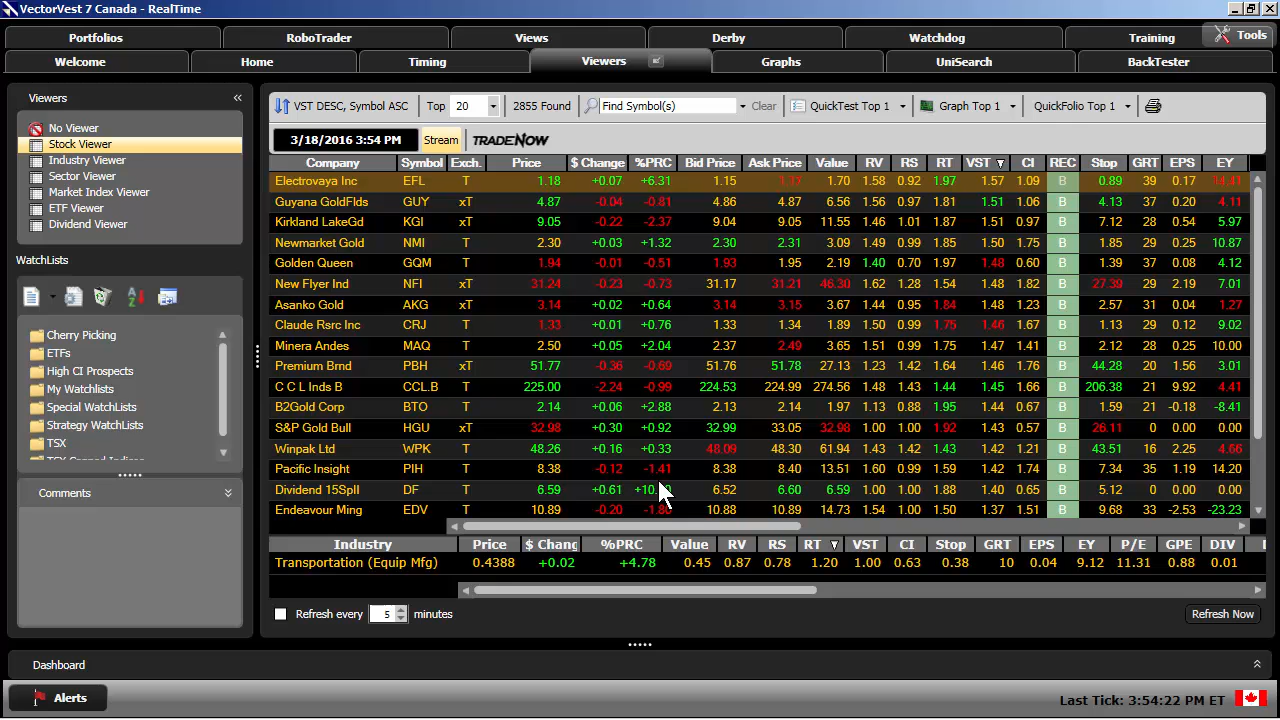 VectorVest 7 Canada - RealTime
Portfolios RoboTrader Views Derby Watchdog Training Tools
Welcome Home Timing Viewers Graphs UniSearch BackTester
Viewers
No Viewer
Stock Viewer
Industry Viewer
Sector Viewer
Market Index Viewer
ETF Viewer
Dividend Viewer
WatchLists
Cherry Picking
ETFs
High CI Prospects
My Watchlists
Special WatchLists
Strategy WatchLists
TSX
Comments
VST DESC, Symbol ASC Top 20 2855 Found Find Symbol(s) Clear QuickTest Top 1 Graph Top 1 QuickFolio Top 1
3/18/2016 3:54 PM Stream TRADENOW
Company Symbol Exch. Price $ Change %PRC Bid Price Ask Price Value RV RS RT VST CI REC Stop GRT EPS EY
Electrovaya Inc EFL T 1.18 +0.07 +6.31 1.15 1.17 1.70 1.58 0.92 1.97 1.57 1.09 B 0.89 39 0.17 14.41
Guyana GoldFlds GUY xT 4.87 -0.04 -0.81 4.86 4.87 6.56 1.56 0.97 1.81 1.51 1.06 B 4.13 37 0.20 4.11
Kirkland LakeGd KGI xT 9.05 -0.22 -2.37 9.04 9.05 11.55 1.46 1.01 1.87 1.51 0.97 B 7.12 28 0.54 5.97
Newmarket Gold NMI T 2.30 +0.03 +1.32 2.30 2.31 3.09 1.49 0.99 1.85 1.50 1.75 B 1.85 29 0.25 10.87
Golden Queen GQM T 1.94 -0.01 -0.51 1.93 1.95 2.19 1.40 0.70 1.97 1.48 0.60 B 1.39 37 0.08 4.12
New Flyer Ind NFI T 31.24 -0.23 -0.73 31.17 31.21 46.30 1.62 1.28 1.54 1.48 1.82 B 27.39 29 2.19 7.01
Asanko Gold AKG xT 3.14 +0.02 +0.64 3.14 3.15 3.67 1.44 0.95 1.84 1.48 0.71 B 2.57 31 0.04 1.27
Claude Rsrc Inc CRJ T 1.33 +0.01 +0.76 1.33 1.34 1.89 1.50 0.99 1.75 1.46 1.67 B 1.13 29 0.12 9.02
Minera Andes MAQ T 2.50 +0.05 +2.04 2.37 2.49 3.65 1.51 0.90 1.75 1.47 1.41 B 2.12 28 0.25 10.00
Premium Brnd PBH xT 51.77 -0.36 -0.69 51.76 51.78 27.13 1.23 1.42 1.64 1.46 1.76 B 44.28 20 1.56 3.01
C C L Inds B CCL.B T 225.00 -2.24 -0.99 224.53 224.99 274.56 1.48 1.43 1.44 1.45 1.66 B 206.38 21 9.92 4.41
B2Gold Corp BTO T 2.14 +0.06 +2.88 2.13 2.14 1.97 1.13 0.88 1.95 1.44 0.67 B 1.59 21 -0.18 -8.41
S&P Gold Bull HGU xT 32.98 +0.30 +0.92 32.99 33.05 32.98 1.00 1.00 1.92 1.43 0.57 B 26.11 0 0.00 0.00
Winpak Ltd WPK T 48.26 +0.16 +0.33 48.09 48.30 61.94 1.43 1.42 1.43 1.42 1.21 B 43.51 16 2.25 4.66
Pacific Insight PIH T 8.38 -0.12 -1.41 8.38 8.40 13.51 1.60 0.99 1.59 1.42 1.74 B 7.34 35 1.19 14.20
Dividend 15Splt DF T 6.59 +0.61 6.52 6.60 6.59 1.00 1.00 1.88 1.40 0.65 B 5.12 0 0.00 0.00
Endeavour Ming EDV T 10.89 -0.20 10.88 10.89 14.73 1.54 1.00 1.50 1.37 1.51 B 9.68 33 -2.53 -23.23
Industry Price $ Chang %PRC Value RV RS RT VST CI Stop GRT EPS EY P/E GPE DIV
Transportation (Equip Mfg) 0.4388 +0.02 +4.78 0.45 0.87 0.78 1.20 1.00 0.63 0.38 10 0.04 9.12 11.31 0.88 0.01
Refresh every 5 minutes Refresh Now
Dashboard
Alerts Last Tick: 3:54:22 PM ET